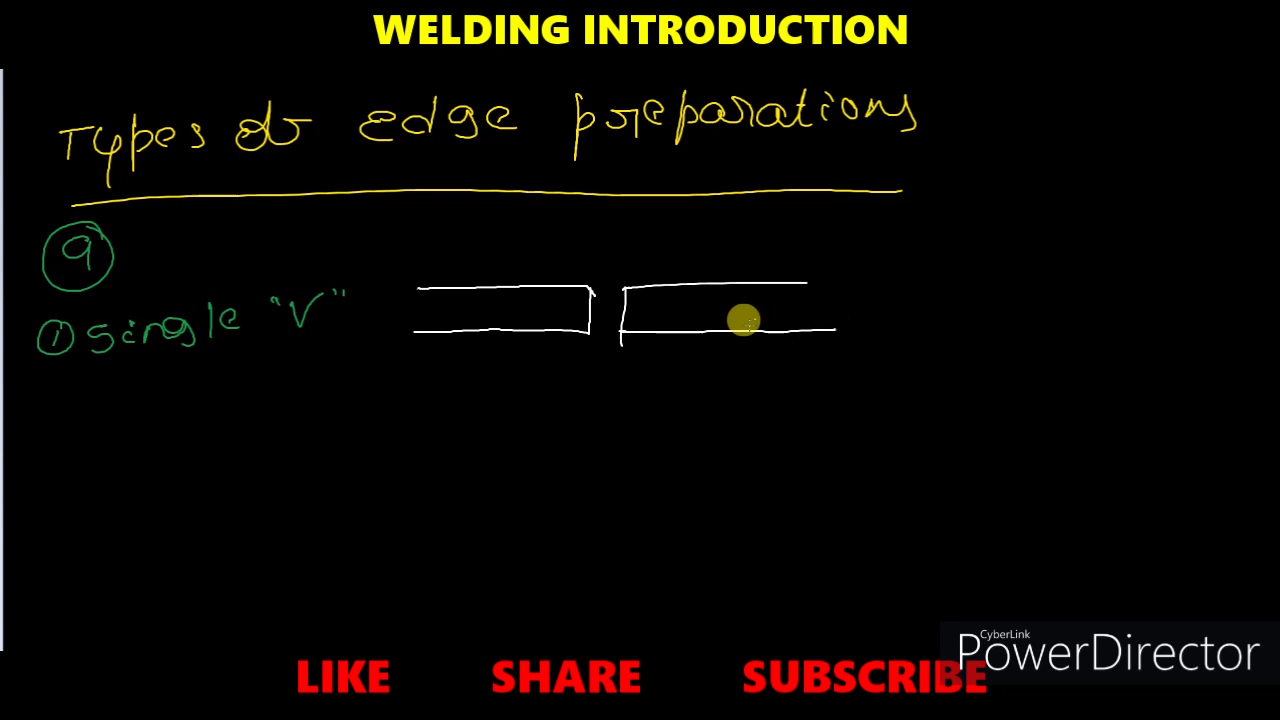 WELDING INTRODUCTION
Types of edge preparations
9
① Single "V"
CyberLink
PowerDirector
LIKE SHARE SUBSCRIBE